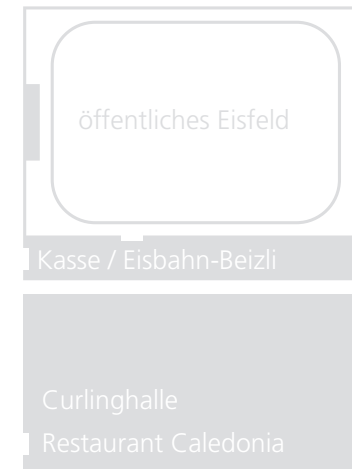 öffentliches Eisfeld
Kasse / Eisbahn-Beizli
Curlinghalle
Restaurant Caledonia